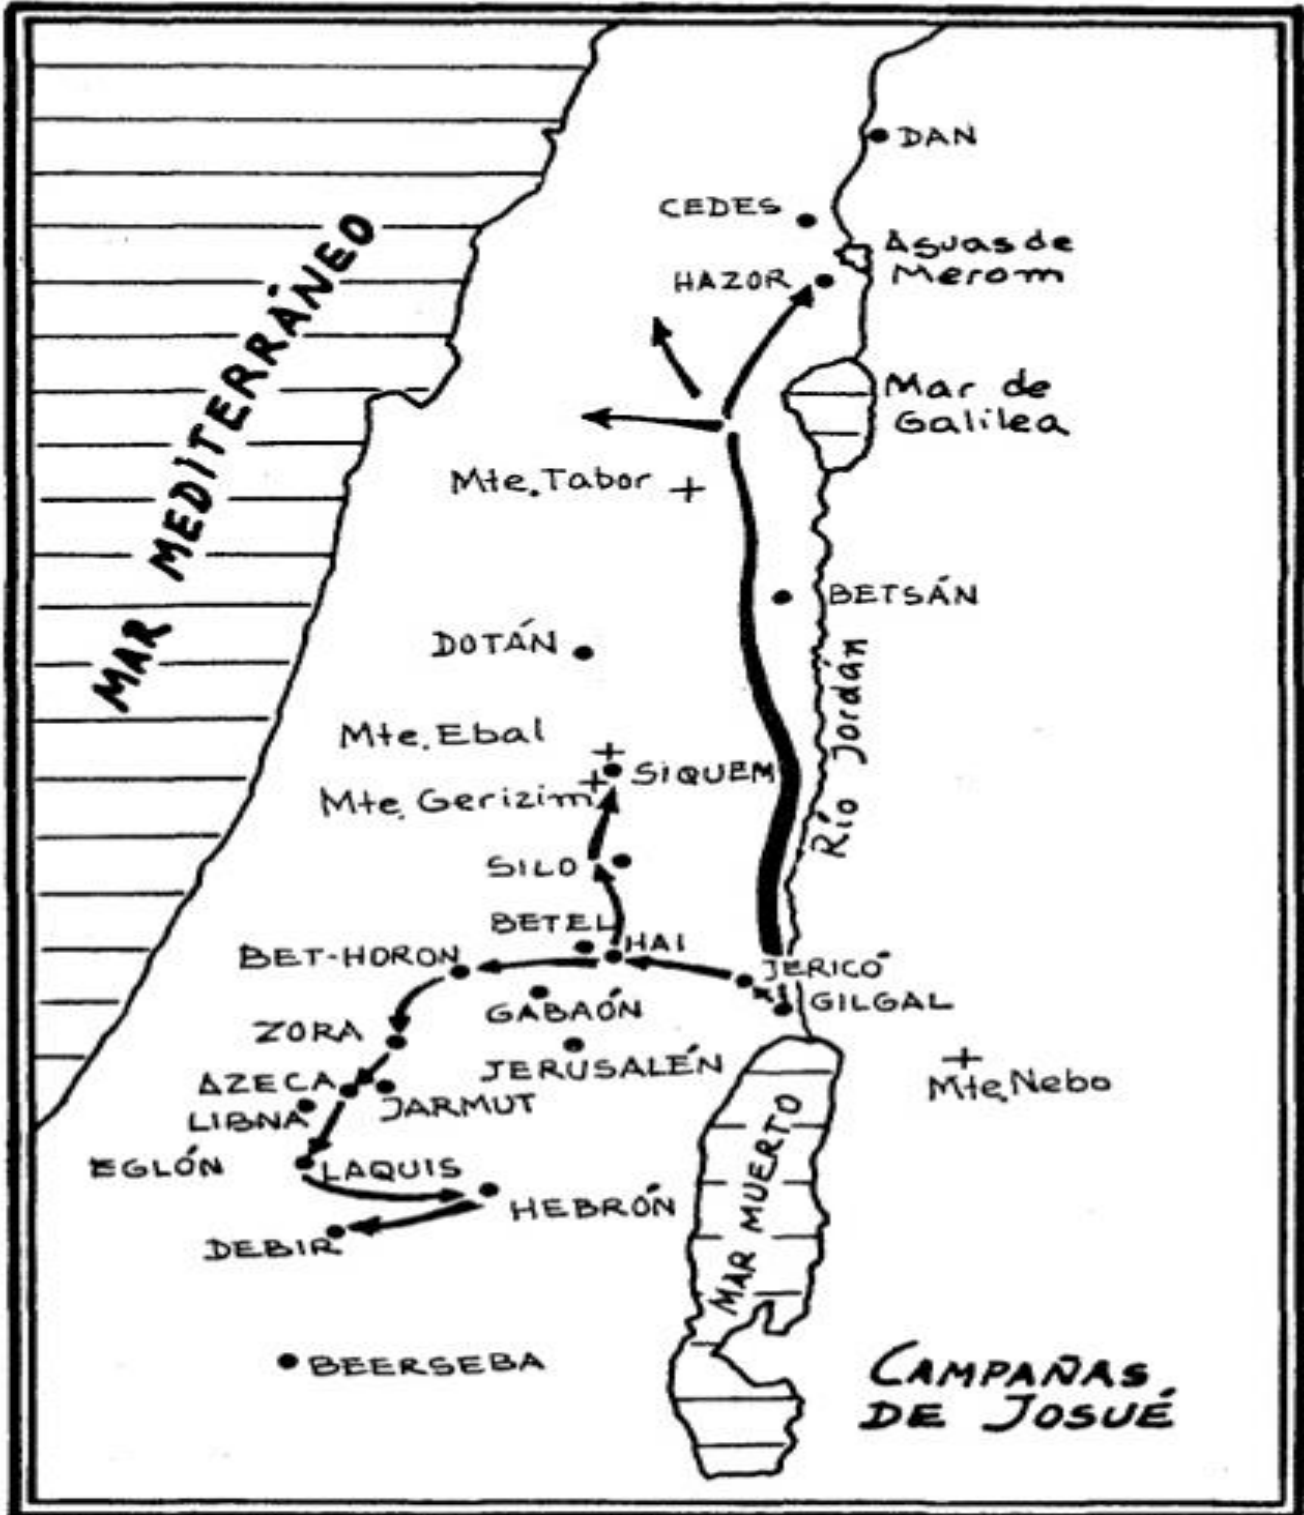 DAN
CEDES
Aguas de
Merom
HAZOR
MAR MEDITERRÁNEO
Mar de
Galilea
Mte. Tabor
BETSÁN
DOTÁN
Río Jordán
Mte. Ebal
SIQUEM
Mte. Gerizim
SILO
BETEL
HAI
BET-HORON
JERICÓ
GILGAL
GABAÓN
ZORA
JERUSALÉN
Mte. Nebo
AZECA
JARMUT
LIBNA
EGLÓN
LAQUIS
HEBRÓN
MAR MUERTO
DEBIR
BEERSEBA
CAMPAÑAS
DE JOSUÉ